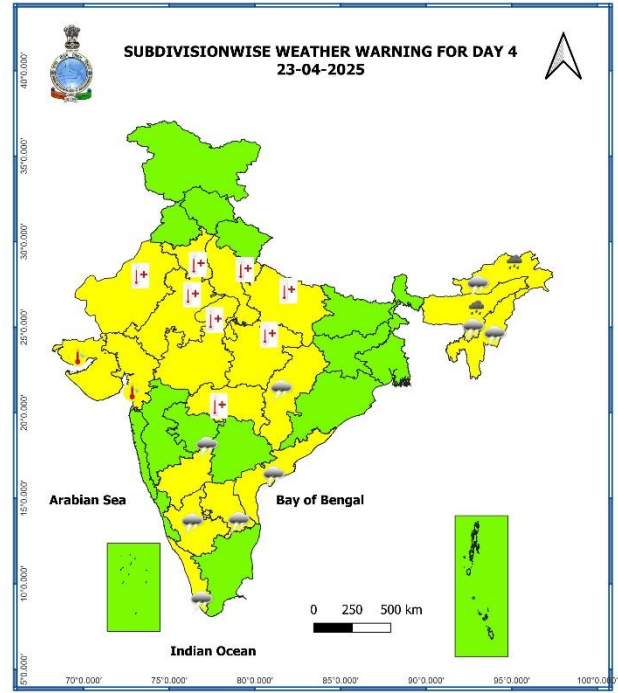 SUBDIVISIONWISE WEATHER WARNING FOR DAY 4
23-04-2025
40°0.000'
35°0.000'
30°0.000'
25°0.000'
20°0.000'
15°0.000'
10°0.000'
5°0.000'
Arabian Sea
Bay of Bengal
0 250 500 km
Indian Ocean
70°0.000' 75°0.000' 80°0.000' 85°0.000' 90°0.000' 95°0.000' 100°0.000'